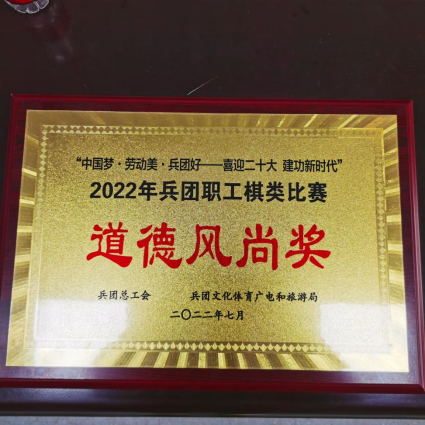 “中国梦·劳动美·兵团好——喜迎二十大 建功新时代”
2022年兵团职工棋类比赛
道德风尚奖
兵团总工会 兵团文化体育广电和旅游局
二〇二二年七月